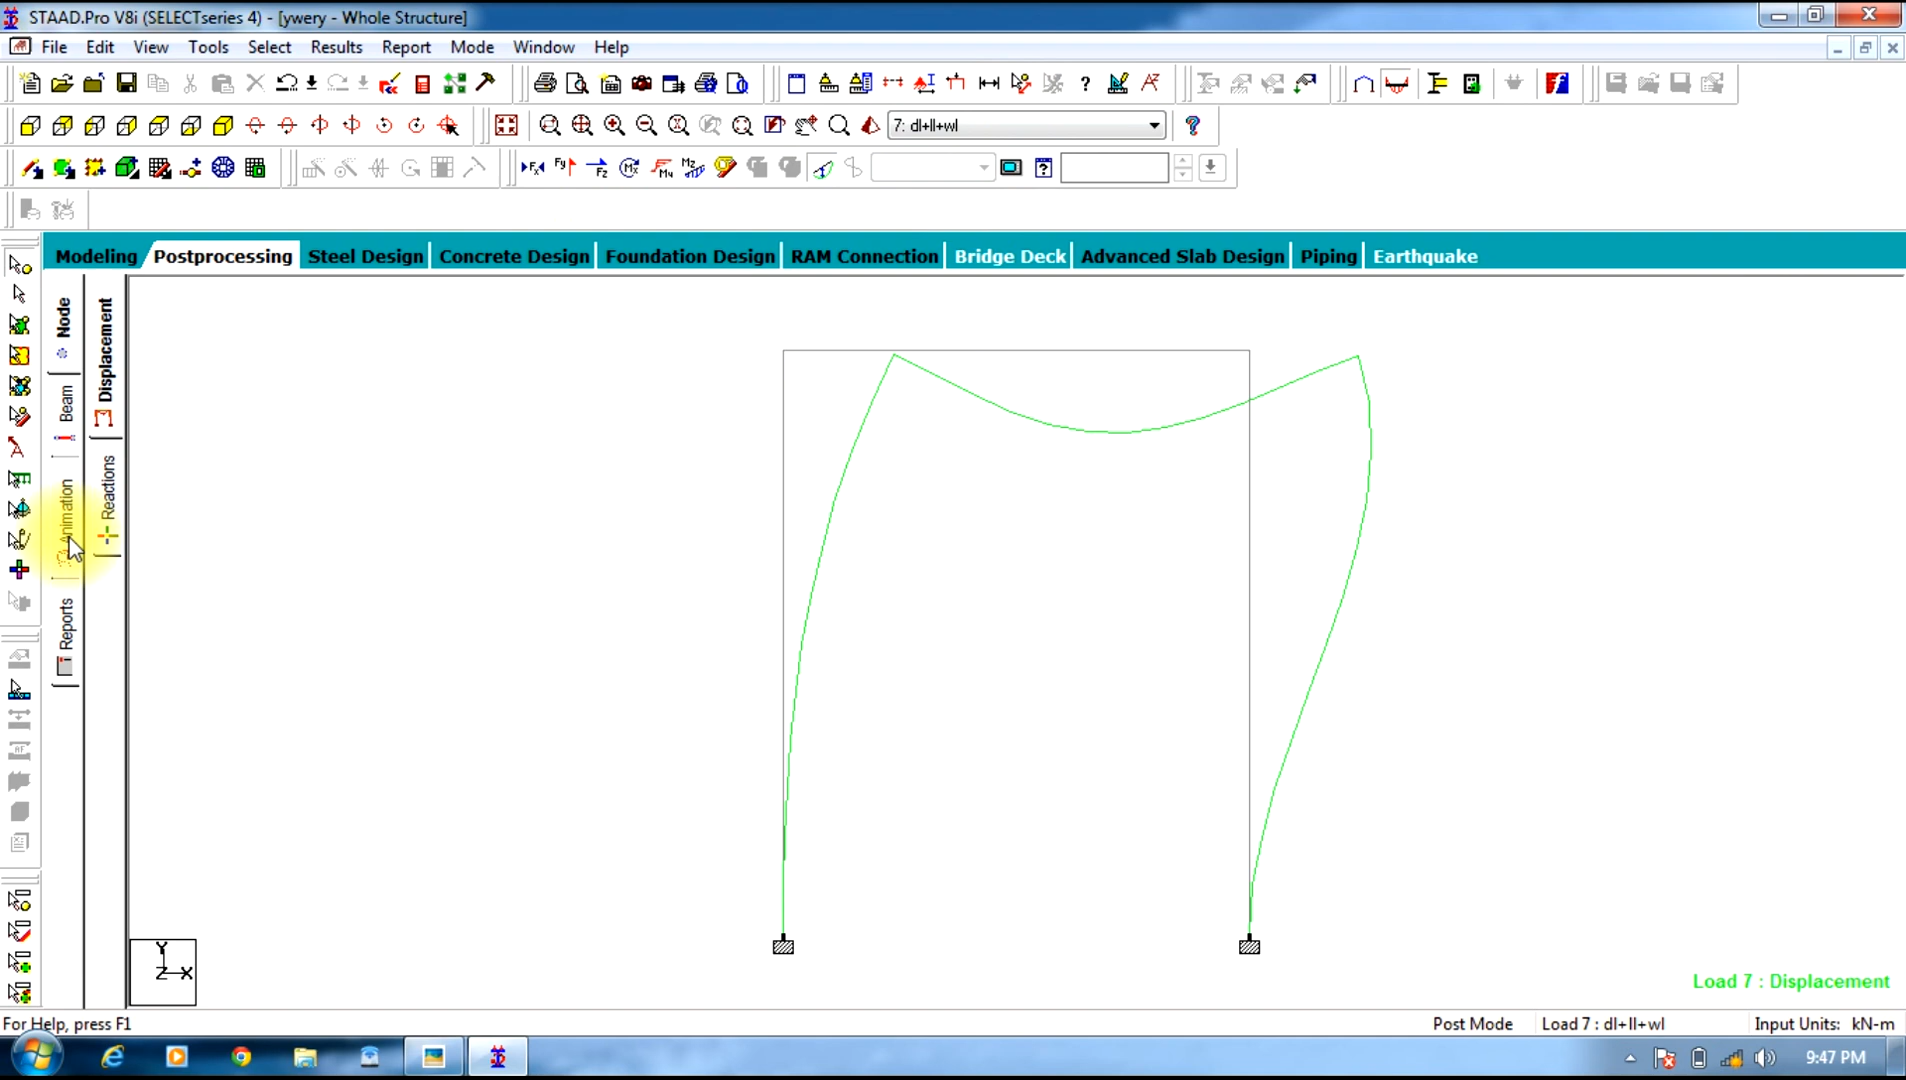 STAAD.Pro V8i (SELECTseries 4) - [ywery - Whole Structure]
File Edit View Tools Select Results Report Mode Window Help
7: dl+ll+wl
Modeling Postprocessing Steel Design Concrete Design Foundation Design RAM Connection Bridge Deck Advanced Slab Design Piping Earthquake
Node
Beam
Animation
Reports
Displacement
Reactions
Y
Z X
Load 7 : Displacement
For Help, press F1
Post Mode
Load 7 : dl+ll+wl
Input Units: kN-m
9:47 PM